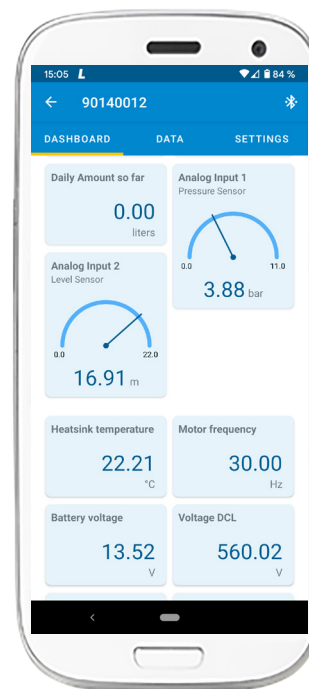 15:05 L 84 %
90140012
DASHBOARD DATA SETTINGS
Daily Amount so far
0.00
liters
Analog Input 1
Pressure Sensor
0.0 11.0
3.88 bar
Analog Input 2
Level Sensor
0.0 22.0
16.91 m
Heatsink temperature
22.21
°C
Motor frequency
30.00
Hz
Battery voltage
13.52
V
Voltage DCL
560.02
V